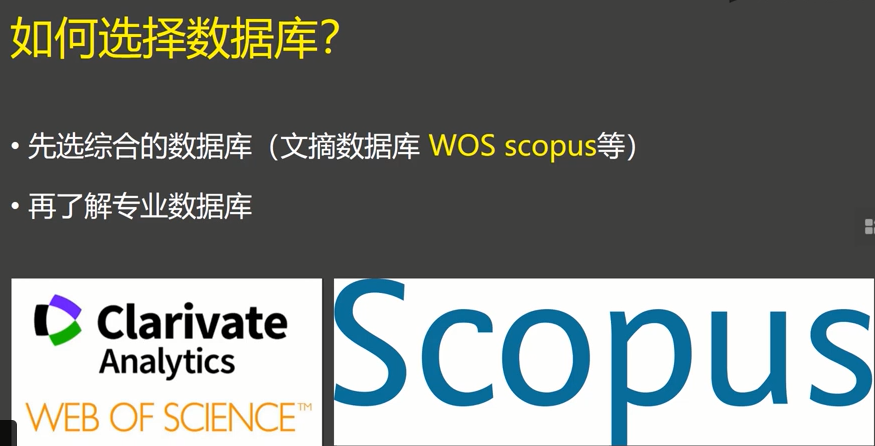 如何选择数据库？
• 先选综合的数据库（文摘数据库 WOS scopus等）
• 再了解专业数据库
Clarivate
Analytics
WEB OF SCIENCE™
Scopus